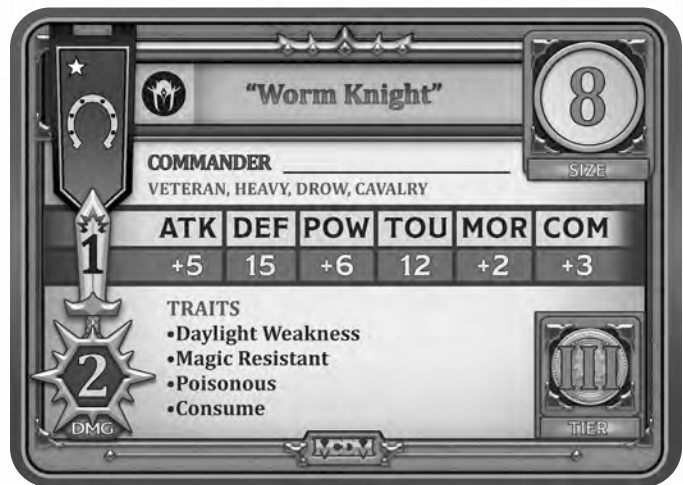 "Worm Knight"
8
SIZE
COMMANDER
VETERAN, HEAVY, DROW, CAVALRY
ATK DEF POW TOU MOR COM
+5 15 +6 12 +2 +3
1
TRAITS
•Daylight Weakness
•Magic Resistant
•Poisonous
•Consume
2
DMG
III
TIER
MCDM